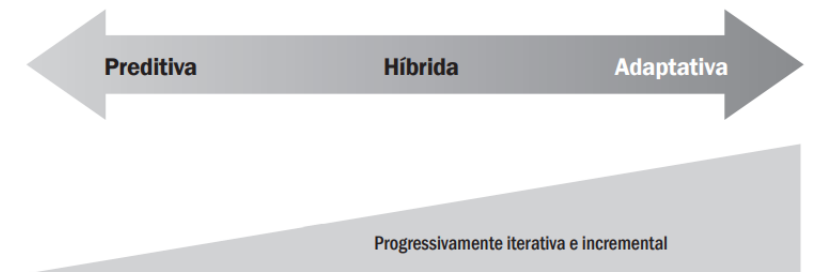 Preditiva Híbrida Adaptativa
Progressivamente iterativa e incremental